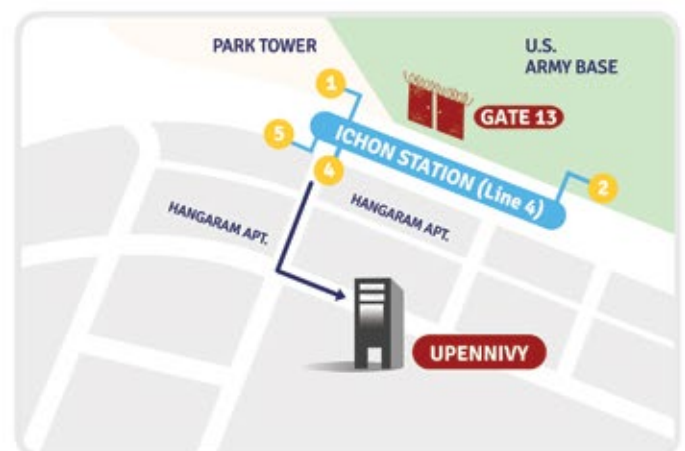 PARK TOWER
U.S.
ARMY BASE
1
GATE 13
5
ICHON STATION (Line 4)
4
2
HANGARAM APT.
HANGARAM APT.
UPENNIVY